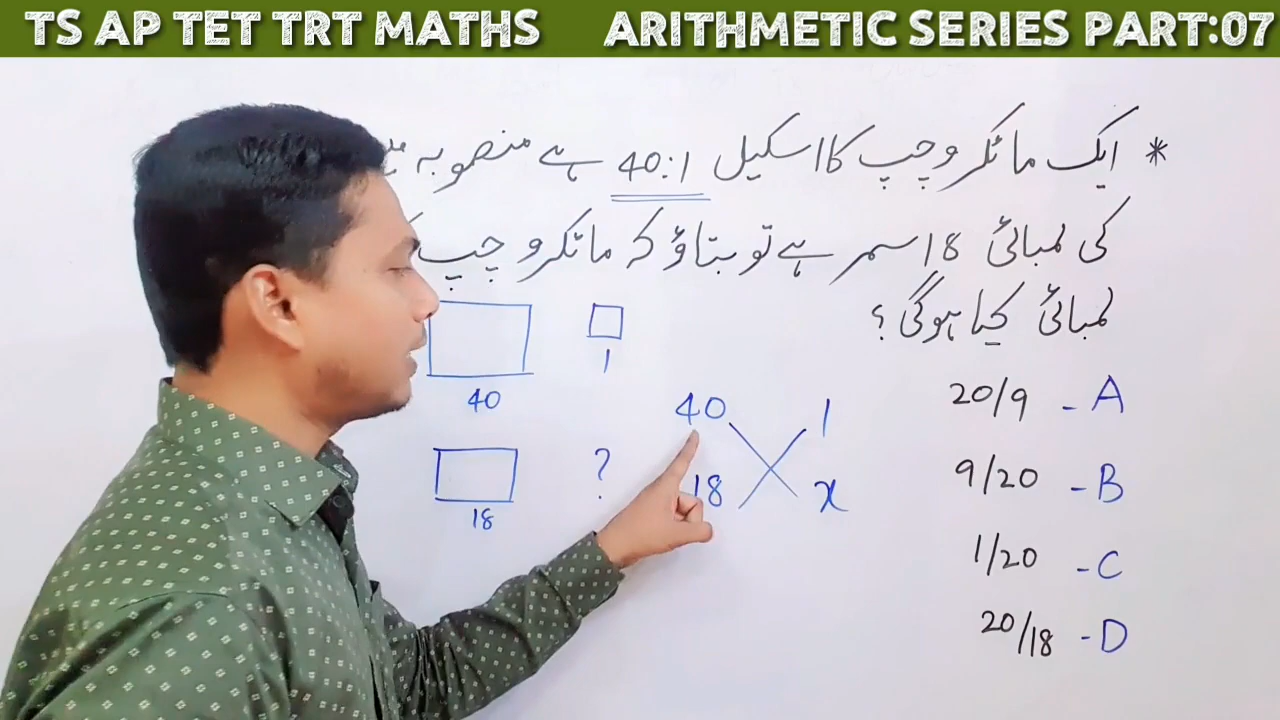 TS AP TET TRT MATHS ARITHMETIC SERIES PART:07
* ایک مائکرو چپ کا اسکیل 40:1 ہے منصوبہ
کی لمبائی 18 سمر ہے تو بتاؤ کہ مائکرو چپ
لمبائی کیا ہوگی ؟
40
1
18
?
40 1
18 x
20/9 - A
9/20 - B
1/20 - C
20/18 - D